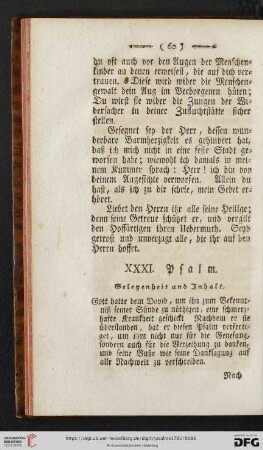 ( 60 )
du oft auch vor den Augen der Menschen-
kinder an denen erweisest, die auf dich ver-
trauen. Diese wird wider die Menschen-
gewalt dein Aug im Verborgenen hüten;
Du wirst sie wider die Zungen der Wi-
dersacher in deiner Zufluchtstätte sicher
stellen.
Gesegnet sey der Herr, dessen wun-
derbare Barmherzigkeit es gehindert hat,
daß ich mich nicht in eine feste Stadt ge-
worfen habe; wiewohl ich damals in mei-
nem Kummer sprach: Herr! ich bin von
deinem Angesichte verworfen. Allein du
hast, als ich zu dir schrie, mein Gebet er-
höret.
Liebet den Herrn ihr alle seine Heilige;
denn seine Getreue schützet er, und vergilt
den Hoffärtigen ihren Uebermuth. Seyd
getrost und unverzagt alle, die ihr auf den
Herrn hoffet.
XXXI. Psalm.
Gelegenheit und Inhalt.
Gott hatte dem David, um ihn zum Bekennt-
niß seiner Sünde zu nöthigen, eine schmerz-
hafte Krankheit geschickt. Nachdem er sie
überstanden, hat er diesen Psalm verferti-
get, um ihm nicht nur für die Genesung,
sondern auch für die Verzeihung zu danken,
und seine Buße wie seine Danksagung auf
alle Nachwelt zu verschreiben.
Nach
UNIVERSITÄTS-
BIBLIOTHEK
HEIDELBERG
DFG